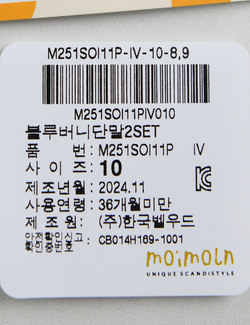 M251SOI11P-IV-10-8,9
M251SOI11PIV010
블루버니단말2SET
품 번: M251SOI11P IV
사 이 즈: 10
제조년월: 2024.11
사용연령: 36개월미만
제 조 원: (주)한국벨우드
안전확인신고
확인증번호: CB014H169-1001
moimoln
UNIQUE SCANDISTYLE